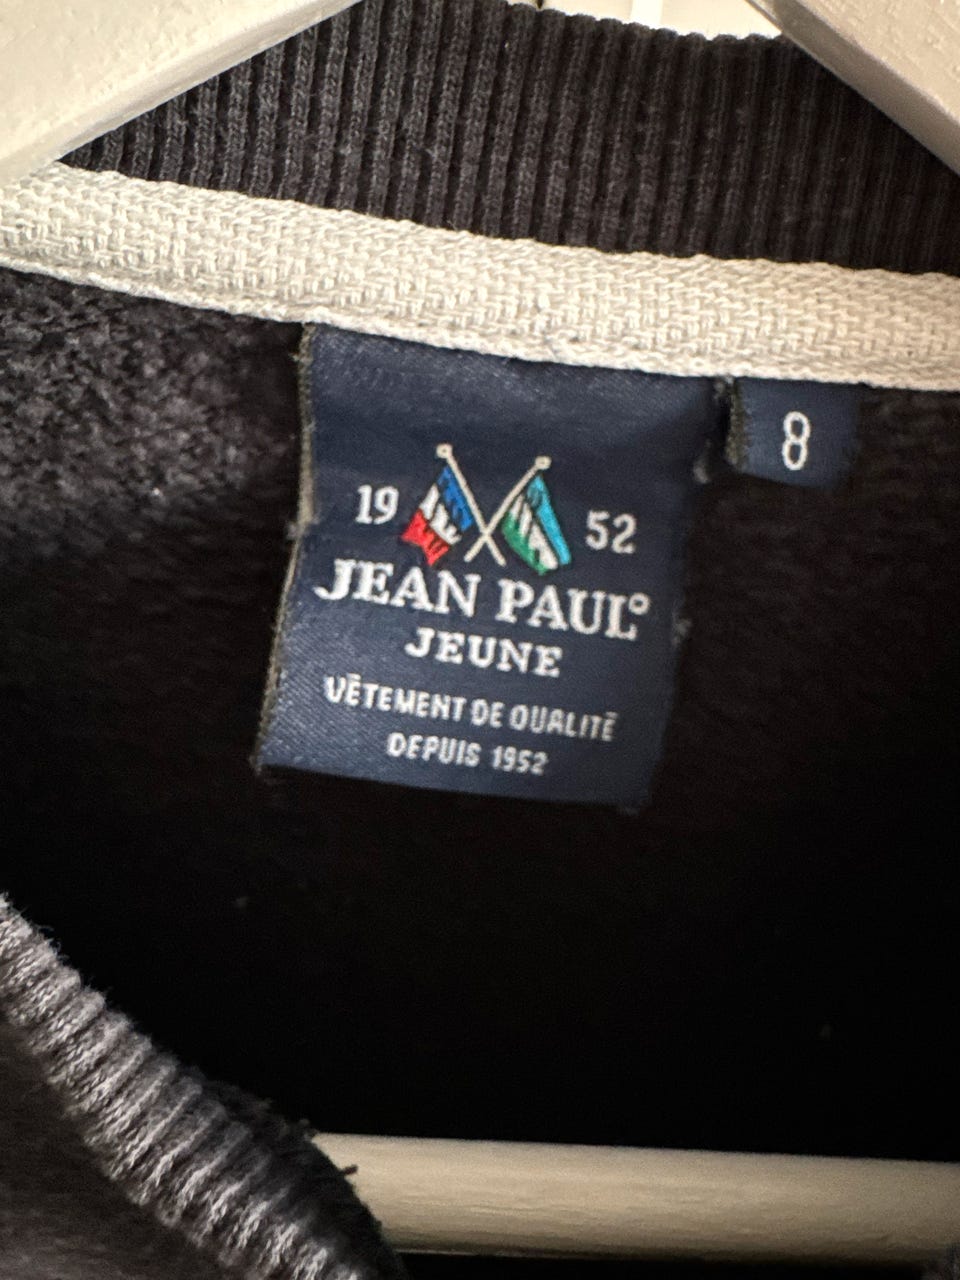 8
19 52
JEAN PAUL°
JEUNE
VÊTEMENT DE QUALITÉ
DEPUIS 1952